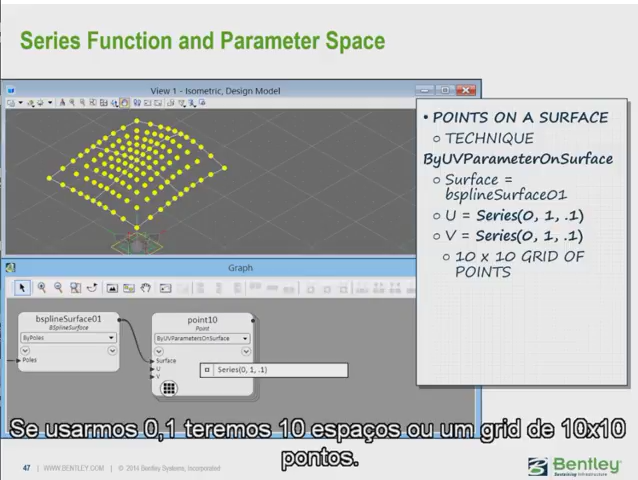 Series Function and Parameter Space
View 1 - Isometric, Design Model
• POINTS ON A SURFACE
TECHNIQUE
ByUVParameterOnSurface
Surface =
bsplineSurface01
U = Series(0, 1, .1)
V = Series(0, 1, .1)
10 x 10 GRID OF
POINTS
Graph
bsplineSurface01
BSplineSurface
ByPoles
Poles
point10
Point
ByUVParametersOnSurface
Surface
U
V
Series(0, 1, .1)
Se usarmos 0,1 teremos 10 espaços ou um grid de 10x10
pontos.
47 | WWW.BENTLEY.COM | © 2014 Bentley Systems, Incorporated
Bentley
Sustaining Infrastructure